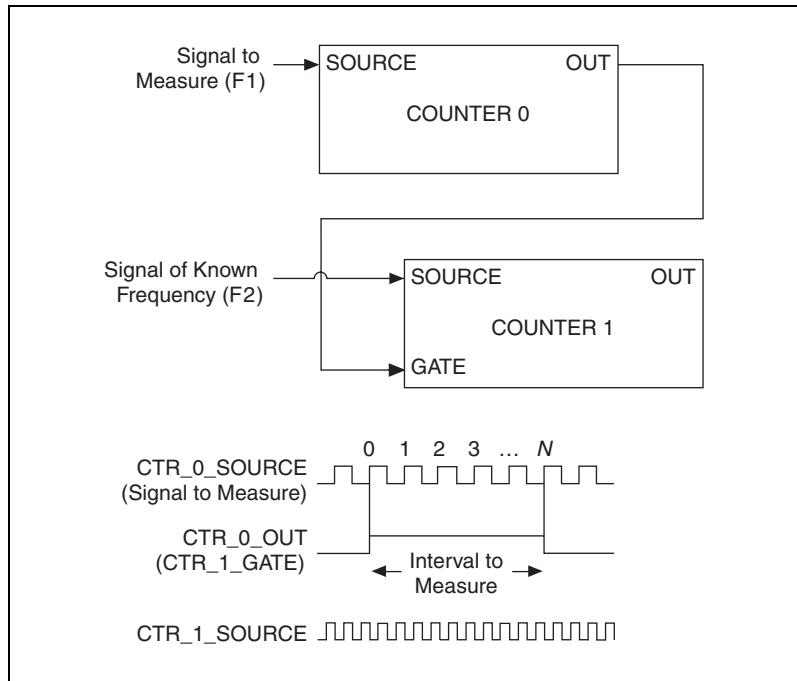 Signal to
Measure (F1)
SOURCE OUT
COUNTER 0
Signal of Known
Frequency (F2)
SOURCE OUT
COUNTER 1
GATE
0 1 2 3 … N
CTR_0_SOURCE
(Signal to Measure)
CTR_0_OUT
(CTR_1_GATE)
Interval to
Measure
CTR_1_SOURCE